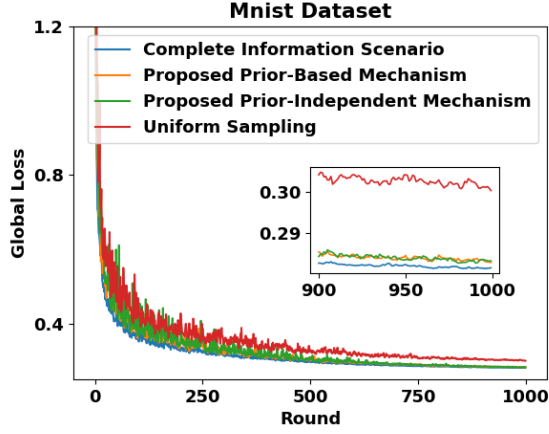 Mnist Dataset
1.2
Complete Information Scenario
Proposed Prior-Based Mechanism
Proposed Prior-Independent Mechanism
Uniform Sampling
Global Loss
0.8
0.4
0.30
0.29
900 950 1000
0 250 500 750 1000
Round